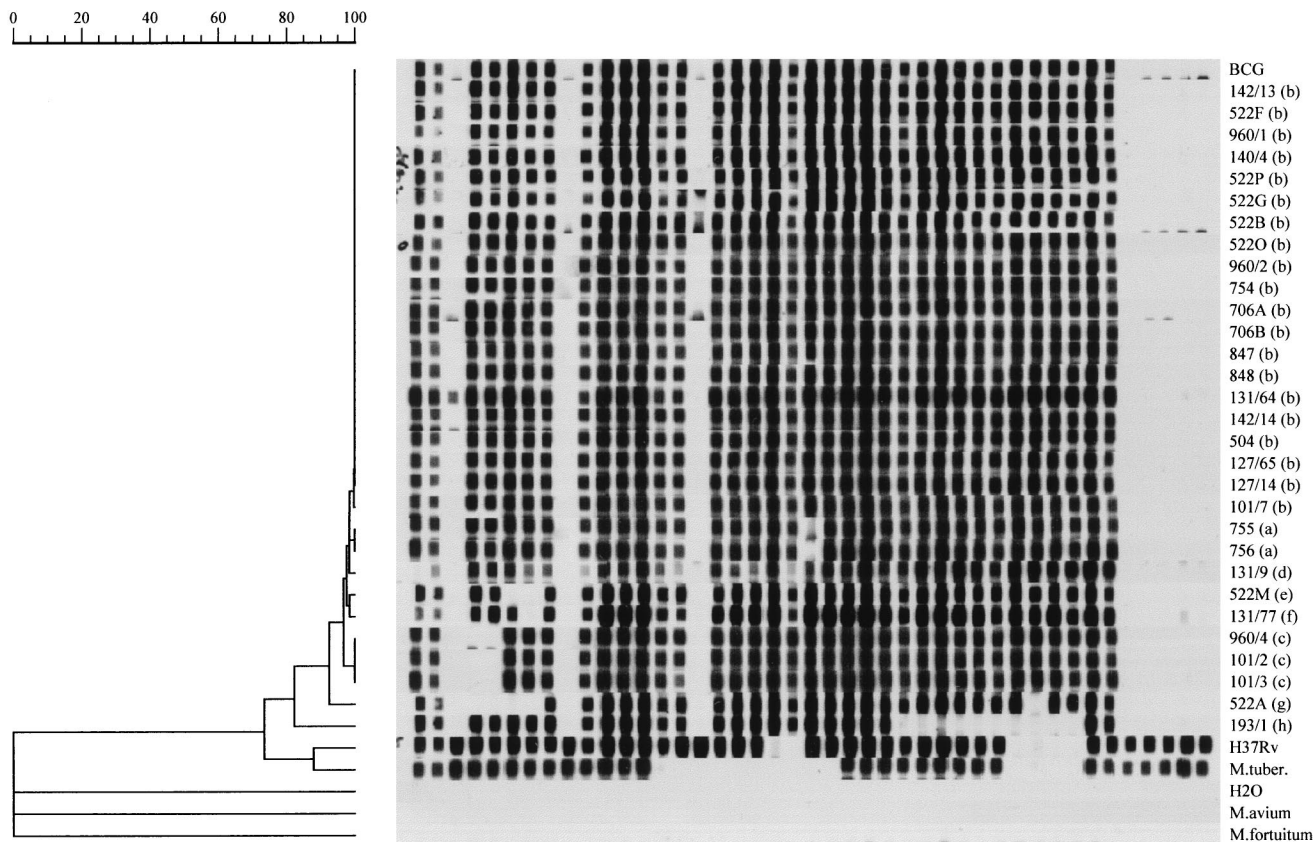 0 20 40 60 80 100
BCG
142/13 (b)
522F (b)
960/1 (b)
140/4 (b)
522P (b)
522G (b)
522B (b)
522O (b)
960/2 (b)
754 (b)
706A (b)
706B (b)
847 (b)
848 (b)
131/64 (b)
142/14 (b)
504 (b)
127/65 (b)
127/14 (b)
101/7 (b)
755 (a)
756 (a)
131/9 (d)
522M (e)
131/77 (f)
960/4 (c)
101/2 (c)
101/3 (c)
522A (g)
193/1 (h)
H37Rv
M.tuber.
H2O
M.avium
M.fortuitum